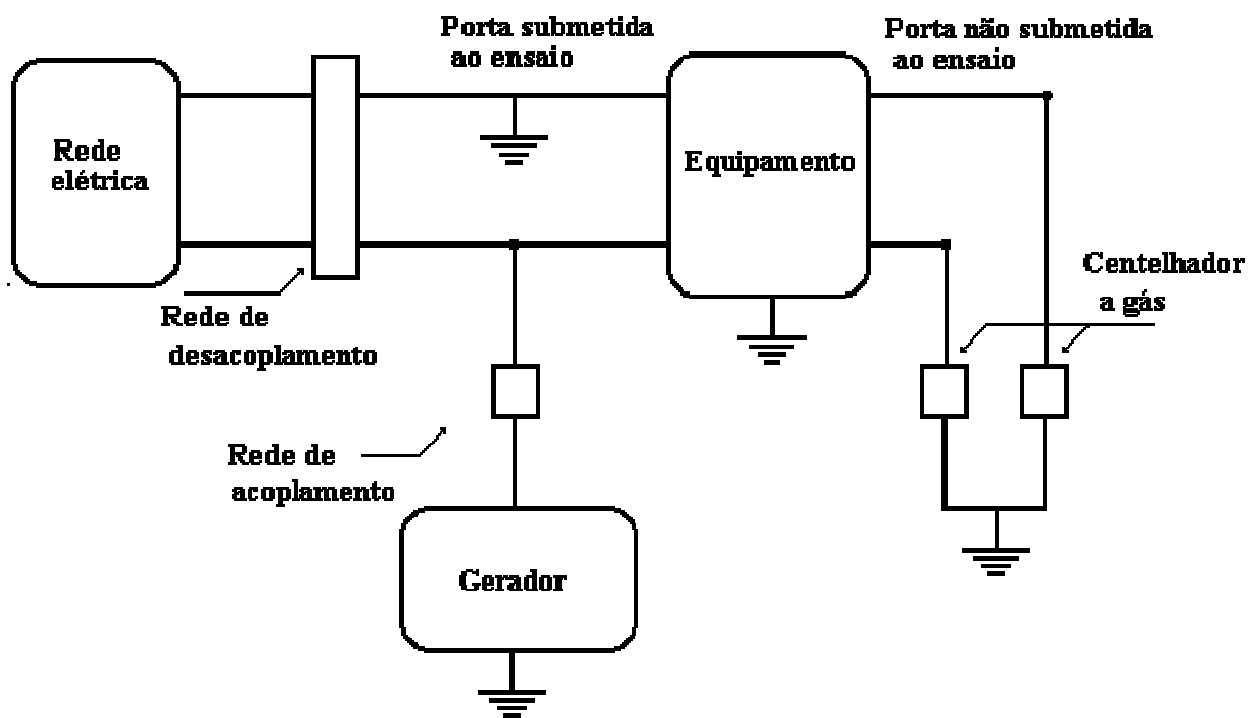 Porta submetida
ao ensaio
Porta não submetida
ao ensaio
Rede
elétrica
Equipamento
Centelhador
a gás
Rede de
desacoplamento
Rede de
acoplamento
Gerador